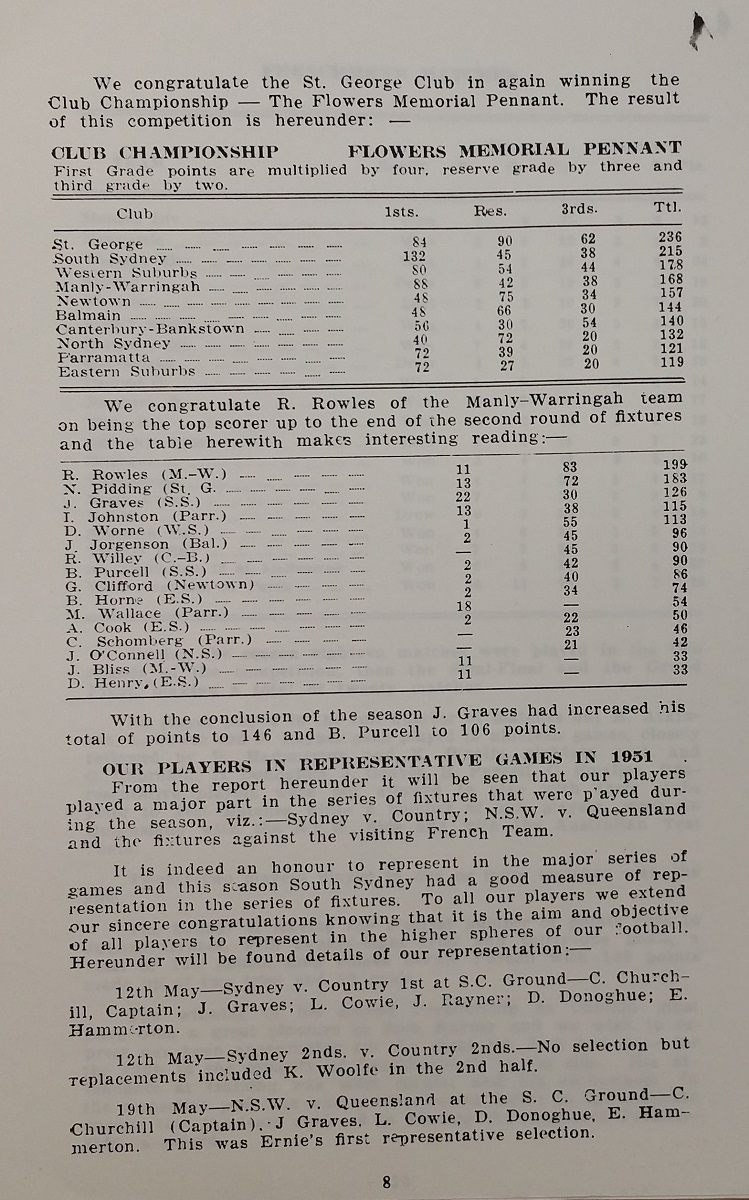 We congratulate the St. George Club in again winning the
Club Championship — The Flowers Memorial Pennant. The result
of this competition is hereunder: —
CLUB CHAMPIONSHIP FLOWERS MEMORIAL PENNANT
First Grade points are multiplied by four, reserve grade by three and
third grade by two.
Club 1sts. Res. 3rds. Ttl.
St. George 84 90 62 236
South Sydney 132 45 38 215
Western Suburbs 80 54 44 178
Manly-Warringah 88 42 38 168
Newtown 48 75 34 157
Balmain 48 66 30 144
Canterbury-Bankstown 56 30 54 140
North Sydney 40 72 20 132
Parramatta 72 39 20 121
Eastern Suburbs 72 27 20 119
We congratulate R. Rowles of the Manly-Warringah team
on being the top scorer up to the end of the second round of fixtures
and the table herewith makes interesting reading:—
R. Rowles (M.-W.) 11 83 199
N. Pidding (St. G. 13 72 183
J. Graves (S.S.) 22 30 126
I. Johnston (Parr.) 13 38 115
D. Worne (W.S.) 1 55 113
J. Jorgenson (Bal.) 2 45 96
R. Willey (C.-B.) — 45 90
B. Purcell (S.S.) 2 42 90
G. Clifford (Newtown) 2 40 86
B. Horne (E.S.) 2 34 74
M. Wallace (Parr.) 18 — 54
A. Cook (E.S.) 2 22 50
C. Schomberg (Parr.) — 23 46
J. O'Connell (N.S.) — 21 42
J. Bliss (M.-W.) 11 — 33
D. Henry, (E.S.) 11 — 33
With the conclusion of the season J. Graves had increased his
total of points to 146 and B. Purcell to 106 points.
OUR PLAYERS IN REPRESENTATIVE GAMES IN 1951
From the report hereunder it will be seen that our players
played a major part in the series of fixtures that were p'ayed dur-
ing the season, viz.:—Sydney v. Country; N.S.W. v. Queensland
and the fixtures against the visiting French Team.
It is indeed an honour to represent in the major series of
games and this season South Sydney had a good measure of rep-
resentation in the series of fixtures. To all our players we extend
our sincere congratulations knowing that it is the aim and objective
of all players to represent in the higher spheres of our football.
Hereunder will be found details of our representation:—
12th May—Sydney v. Country 1st at S.C. Ground—C. Church-
ill, Captain; J. Graves; L. Cowie, J. Rayner; D. Donoghue; E.
Hammerton.
12th May—Sydney 2nds. v. Country 2nds.—No selection but
replacements included K. Woolfe in the 2nd half.
19th May—N.S.W. v. Queensland at the S. C. Ground—C.
Churchill (Captain). J Graves, L. Cowie, D. Donoghue, E. Ham-
merton. This was Ernie's first representative selection.
8